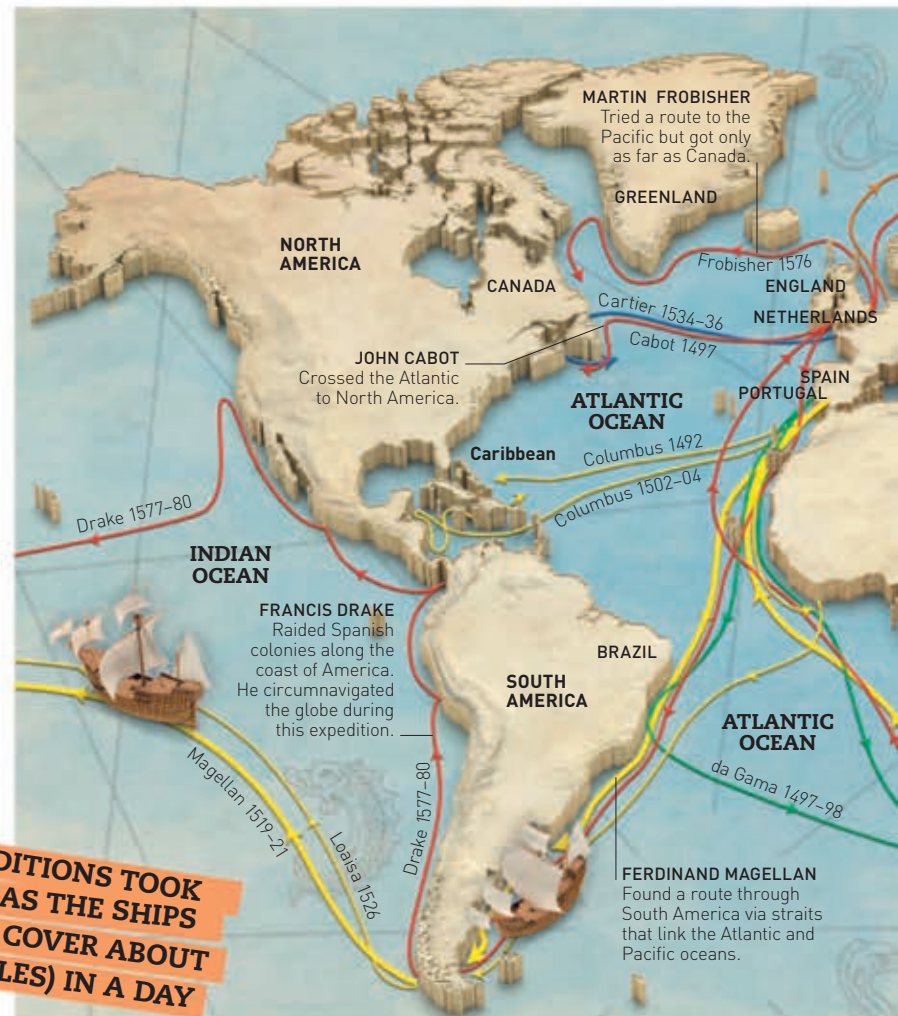 MARTIN FROBISHER
Tried a route to the
Pacific but got only
as far as Canada.
GREENLAND
NORTH
AMERICA
Frobisher 1576
CANADA
ENGLAND
Cartier 1534–36
NETHERLANDS
Cabot 1497
JOHN CABOT
Crossed the Atlantic
to North America.
SPAIN
PORTUGAL
ATLANTIC
OCEAN
Caribbean
Columbus 1492
Columbus 1502–04
Drake 1577–80
INDIAN
OCEAN
FRANCIS DRAKE
Raided Spanish
colonies along the
coast of America.
He circumnavigated
the globe during
this expedition.
BRAZIL
SOUTH
AMERICA
ATLANTIC
OCEAN
da Gama 1497–98
Magellan 1519–21
Loaisa 1526
Drake 1577–80
FERDINAND MAGELLAN
Found a route through
South America via straits
that link the Atlantic and
Pacific oceans.
DITIONS TOOK
AS THE SHIPS
COVER ABOUT
LES) IN A DAY